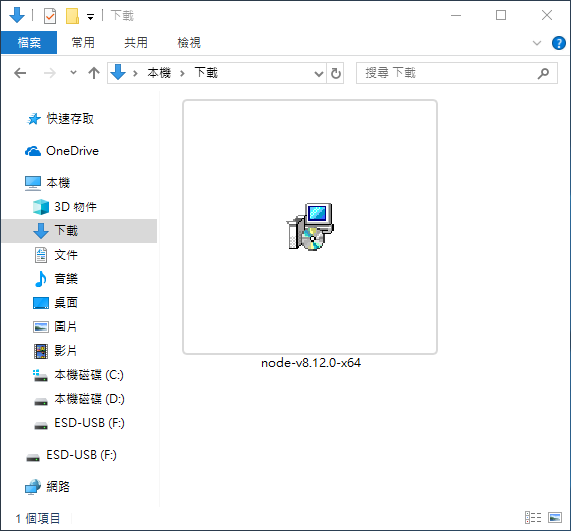 下載
檔案 常用 共用 檢視
本機 下載 搜尋 下載
快速存取
OneDrive
本機
3D 物件
下載
文件
音樂
桌面
圖片
影片
本機磁碟 (C:)
本機磁碟 (D:)
ESD-USB (F:)
ESD-USB (F:)
網路
node-v8.12.0-x64
1 個項目